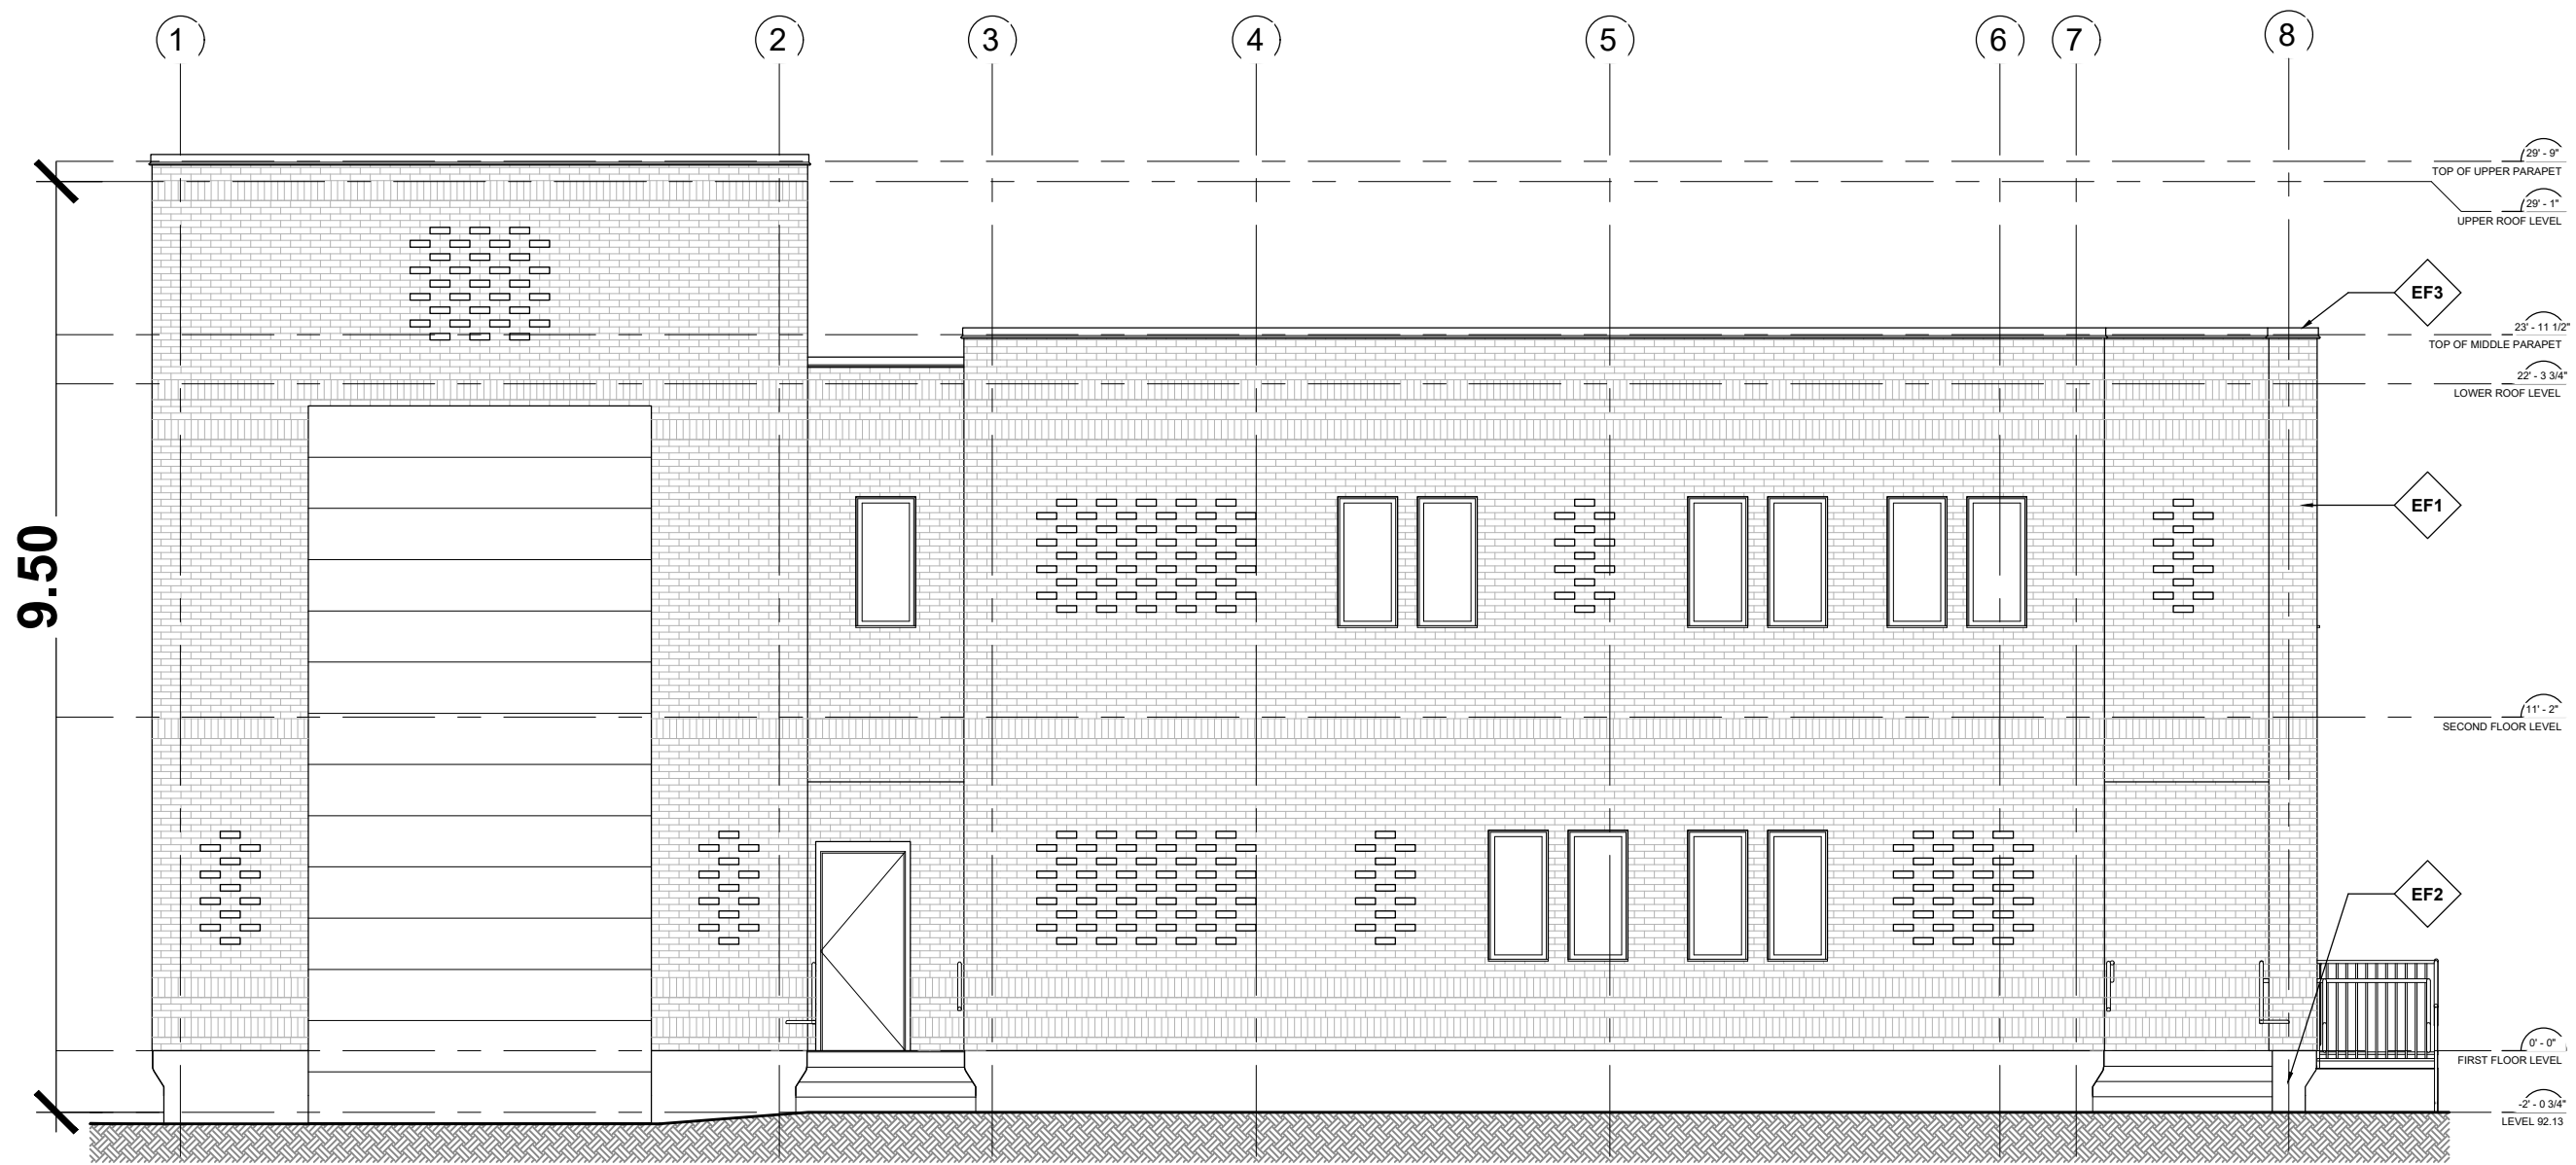 1 2 3 4 5 6 7 8
29' - 9"
TOP OF UPPER PARAPET
29' - 1"
UPPER ROOF LEVEL
EF3
23' - 11 1/2"
TOP OF MIDDLE PARAPET
22' - 3 3/4"
LOWER ROOF LEVEL
EF1
9.50
11' - 2"
SECOND FLOOR LEVEL
EF2
0' - 0"
FIRST FLOOR LEVEL
-2' - 0 3/4"
LEVEL 92.13